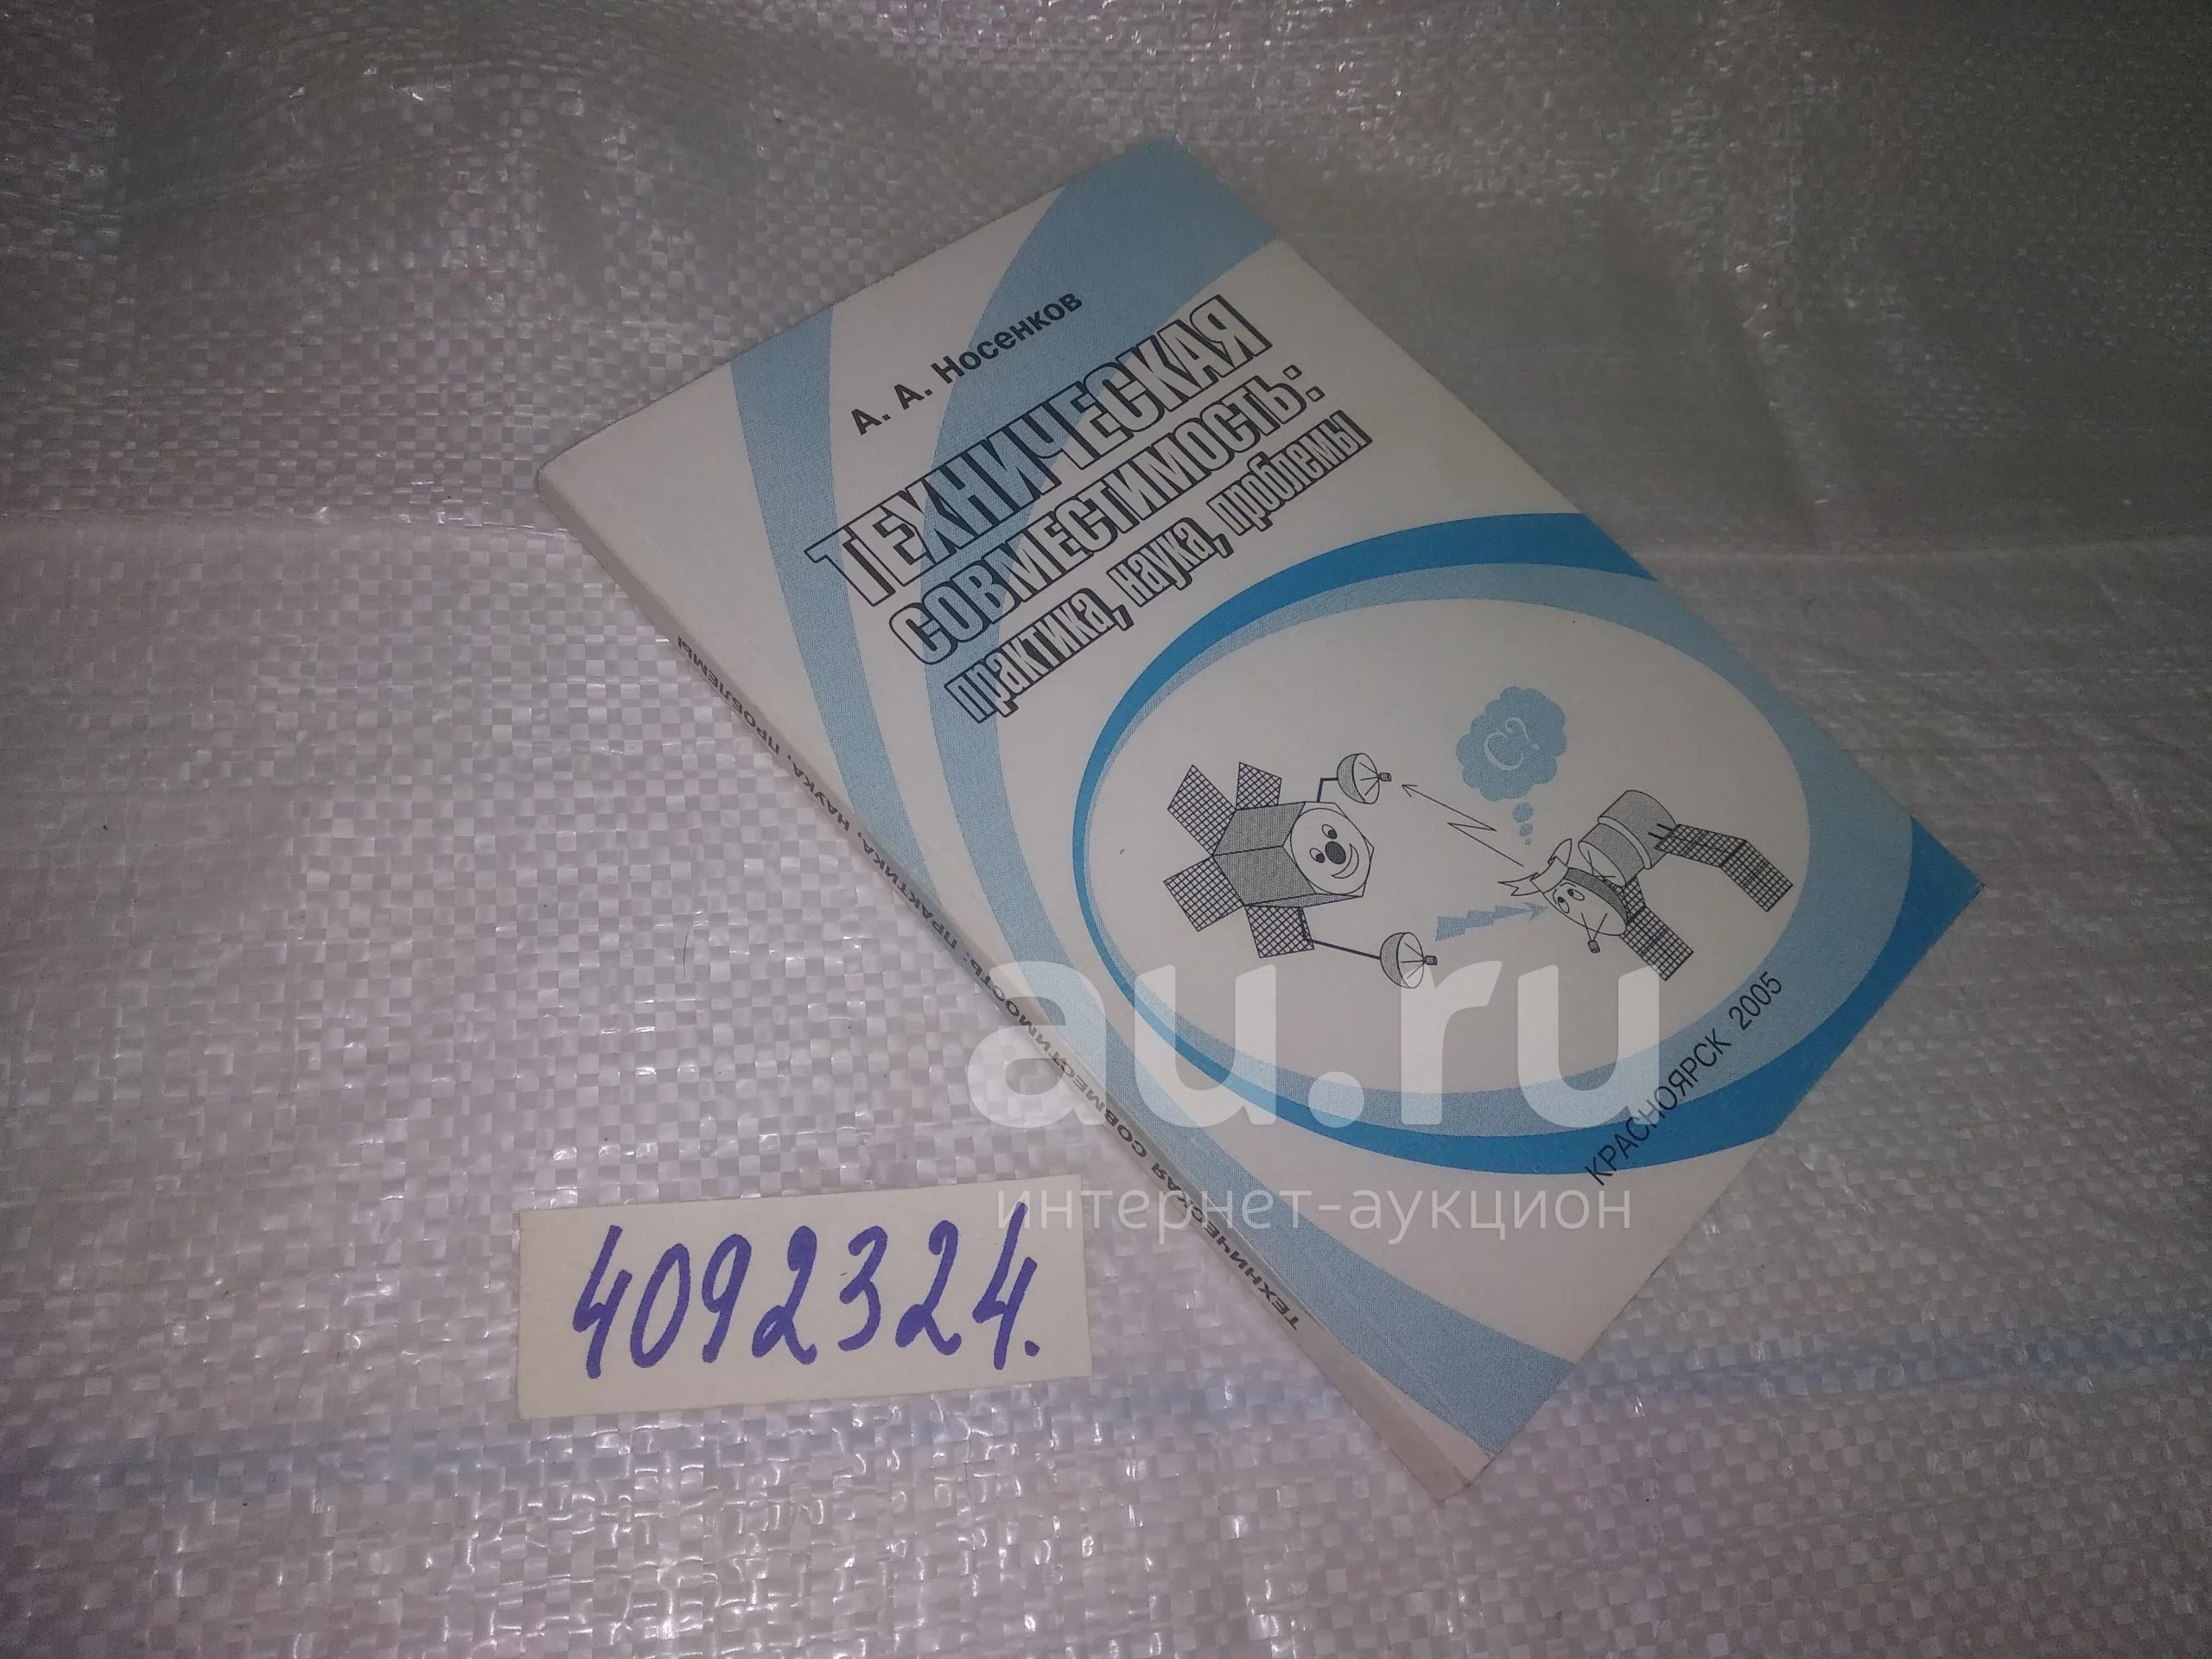 А. А. Носенков
ТЕХНИЧЕСКАЯ
СОВМЕСТИМОСТЬ:
практика, наука, проблемы
С?
КРАСНОЯРСК 2005
ТЕХНИЧЕСКАЯ СОВМЕСТИМОСТЬ: ПРАКТИКА, НАУКА, ПРОБЛЕМЫ
au.ru
интернет-аукцион
4092324.